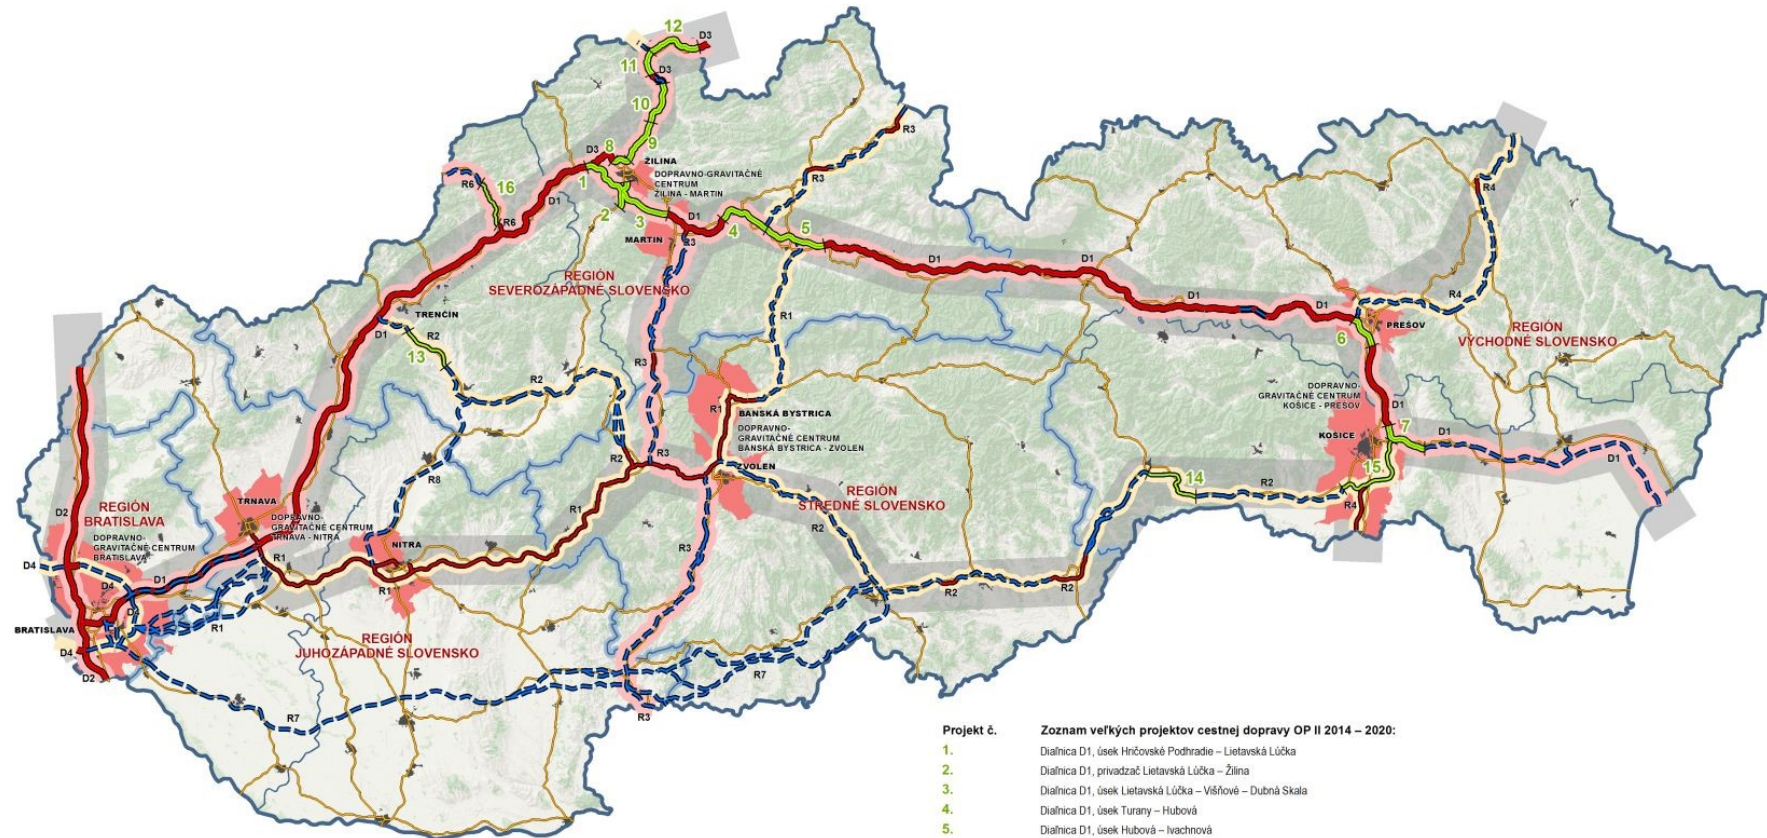 12
D3
11
D3
10
9
D3
8
ŽILINA
DOPRAVNO-GRAVITAČNÉ
CENTRUM
ŽILINA - MARTIN
1
2
3
R3
R3
R6
16
R6
D1
MARTIN
D1
R3
4
5
R4
REGIÓN
SEVEROZÁPADNÉ SLOVENSKO
D1
D1
D1
D1
R4
TRENČÍN
D1
R2
13
R1
PREŠOV
6
REGIÓN
VÝCHODNÉ SLOVENSKO
R2
R3
R1
BANSKÁ BYSTRICA
DOPRAVNO-
GRAVITAČNÉ CENTRUM
BANSKÁ BYSTRICA - ZVOLEN
DOPRAVNO-
GRAVITAČNÉ CENTRUM
KOŠICE - PREŠOV
D1
KOŠICE
7
D1
D1
R2
R3
ZVOLEN
15.
14
R2
R4
R8
TRNAVA
REGIÓN
BRATISLAVA
D2
DOPRAVNO-
GRAVITAČNÉ CENTRUM
BRATISLAVA
DOPRAVNO-
GRAVITAČNÉ CENTRUM
TRNAVA - NITRA
R1
REGIÓN
STREDNÉ SLOVENSKO
R2
NITRA
R1
R3
D4
D1
D4
R1
R1
D4
R2
R2
BRATISLAVA
D4
D2
REGIÓN
JUHOZÁPADNÉ SLOVENSKO
R7
R7
R3
Projekt č. Zoznam veľkých projektov cestnej dopravy OP II 2014 – 2020:
1. Diaľnica D1, úsek Hričovské Podhradie – Lietavská Lúčka
2. Diaľnica D1, privádzač Lietavská Lúčka – Žilina
3. Diaľnica D1, úsek Lietavská Lúčka – Višňové – Dubná Skala
4. Diaľnica D1, úsek Turany – Hubová
5. Diaľnica D1, úsek Hubová – Ivachnová